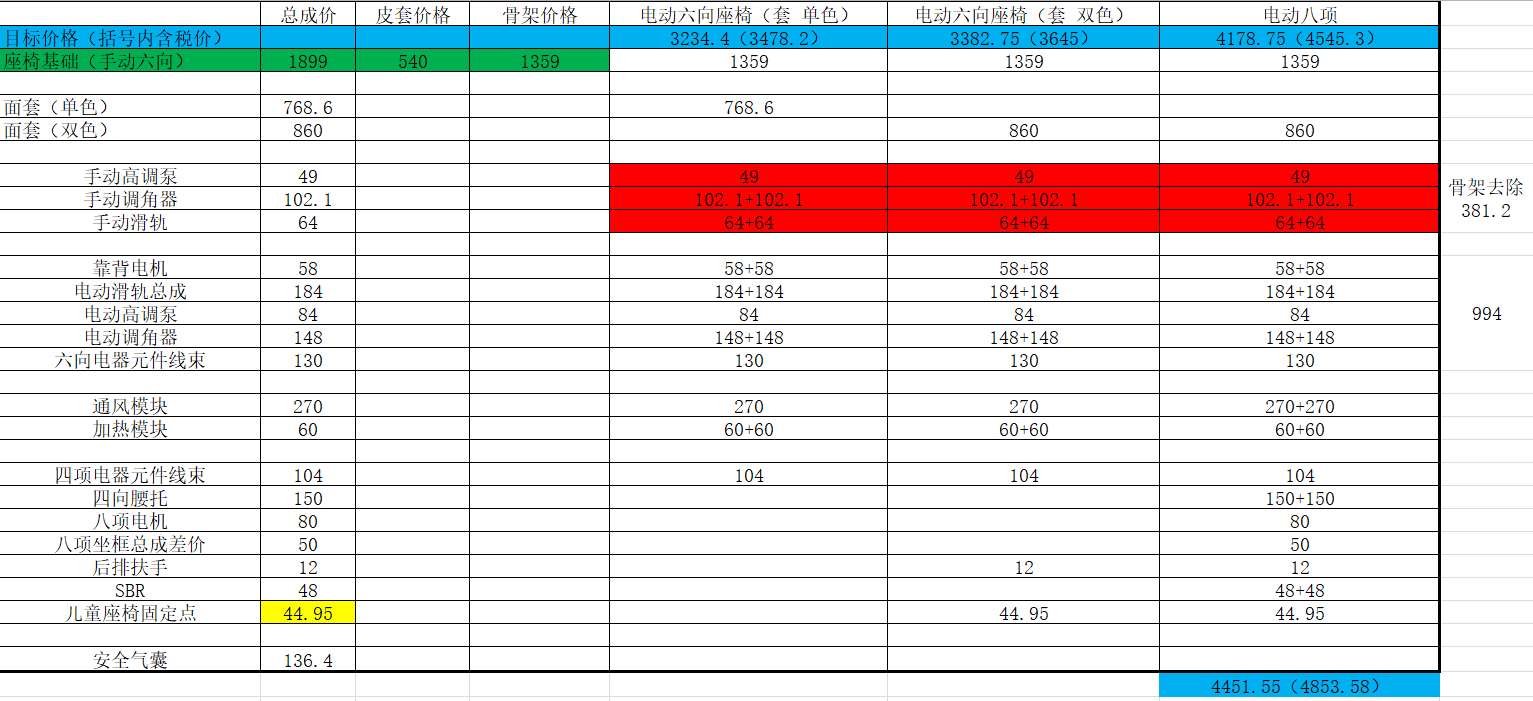 总成价 皮套价格 骨架价格 电动六向座椅（套 单色） 电动六向座椅（套 双色） 电动八项
目标价格（括号内含税价） 3234.4（3478.2） 3382.75（3645） 4178.75（4545.3）
座椅基础（手动六向） 1899 540 1359 1359 1359 1359
面套（单色） 768.6 768.6
面套（双色） 860 860 860
手动高调泵 49 49 49 49
手动调角器 102.1 102.1+102.1 102.1+102.1 102.1+102.1
手动滑轨 64 64+64 64+64 64+64
骨架去除
381.2
靠背电机 58 58+58 58+58 58+58
电动滑轨总成 184 184+184 184+184 184+184
电动高调泵 84 84 84 84 994
电动调角器 148 148+148 148+148 148+148
六向电器元件线束 130 130 130 130
通风模块 270 270 270 270+270
加热模块 60 60+60 60+60 60+60
四项电器元件线束 104 104 104 104
四向腰托 150 150+150
八项电机 80 80
八项坐框总成差价 50 50
后排扶手 12 12 12
SBR 48 48+48
儿童座椅固定点 44.95 44.95 44.95
安全气囊 136.4
4451.55（4853.58）